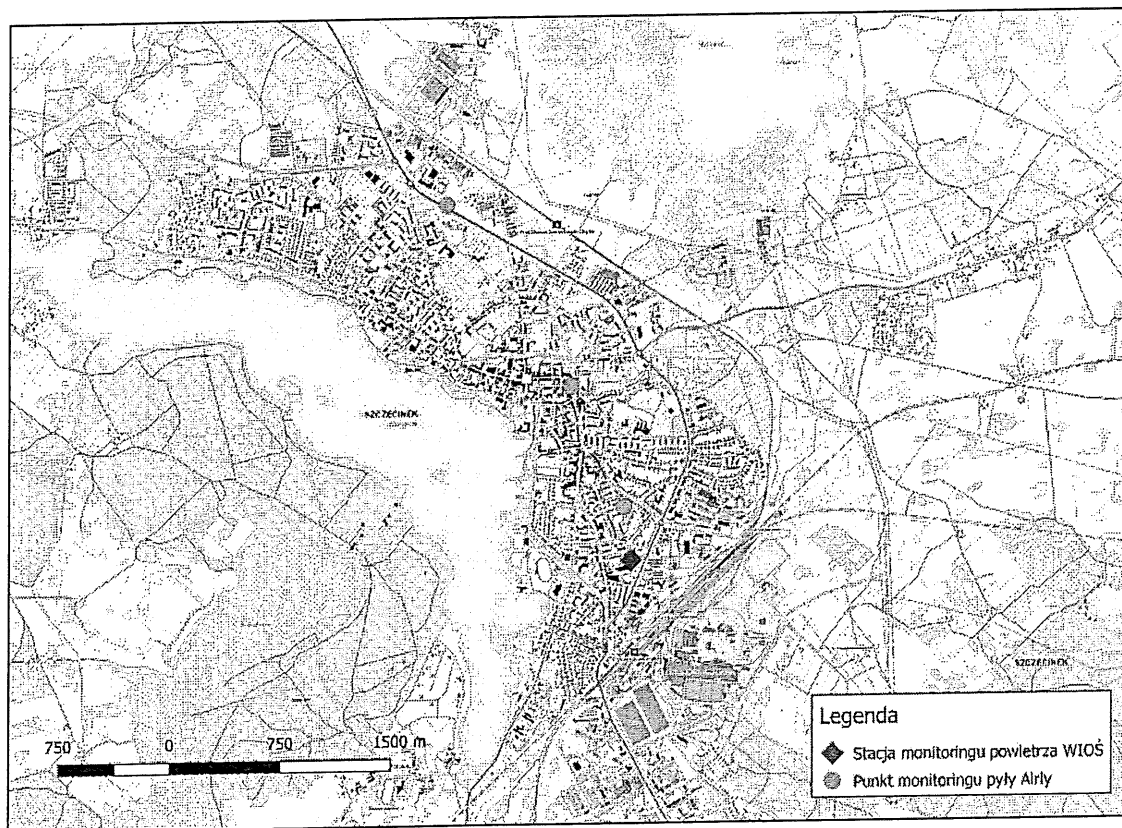 SZCZECINEK
SZCZECINEK
750 0 750 1500 m
Legenda
Stacja monitoringu powietrza WIOŚ
Punkt monitoringu pyły Airly